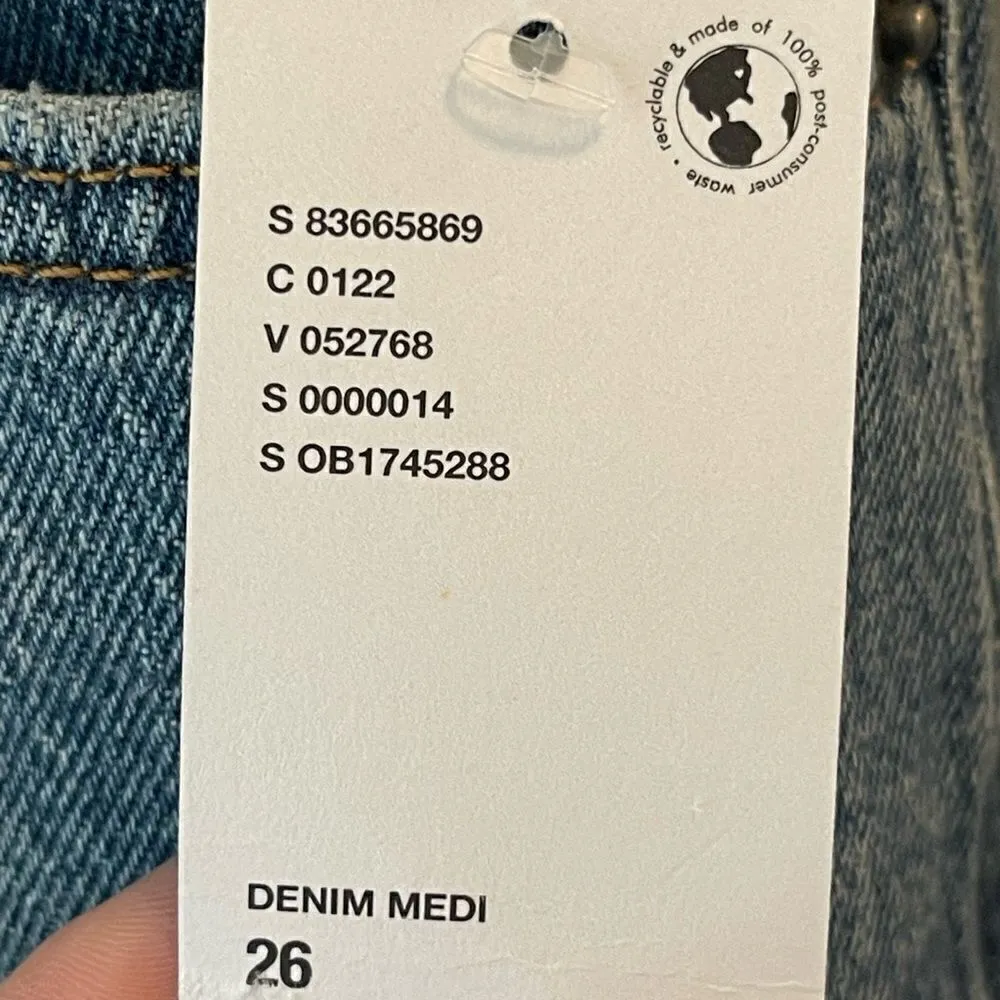 recyclable & made of 100% post-consumer waste •
S 83665869
C 0122
V 052768
S 0000014
S OB1745288
DENIM MEDI
26